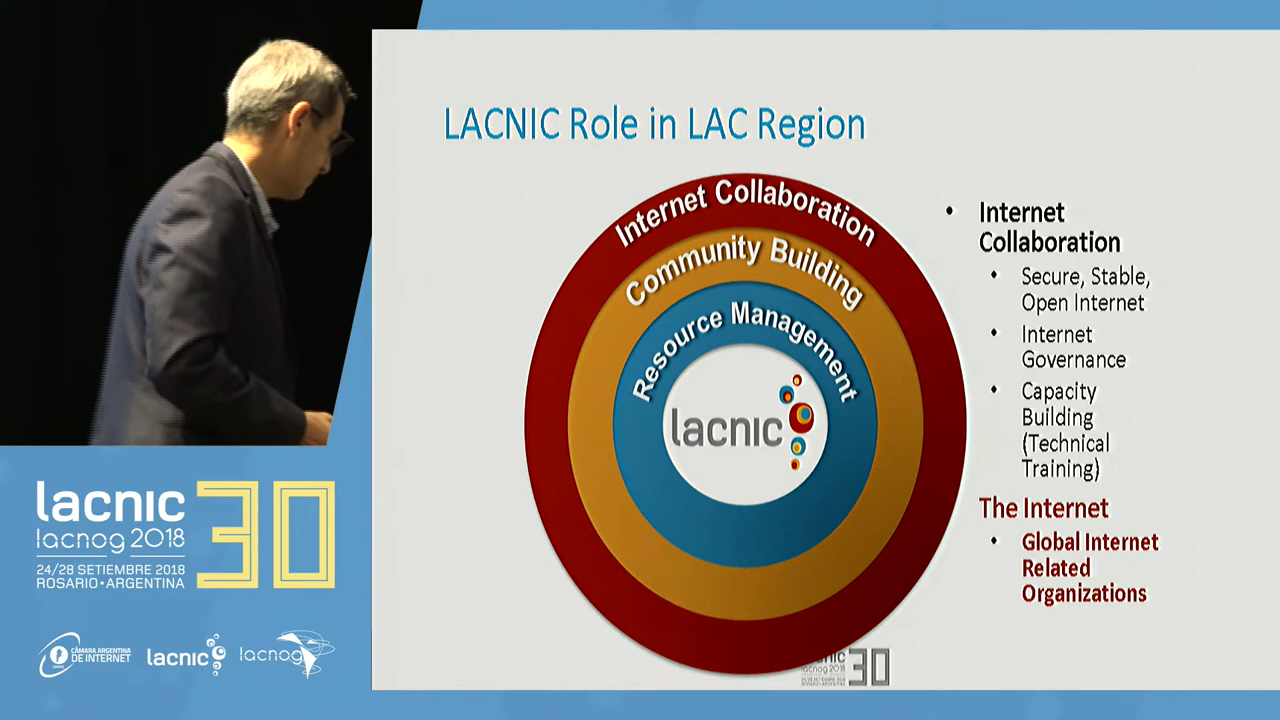 LACNIC Role in LAC Region
Internet Collaboration
Community Building
Resource Management
lacnic
• Internet
Collaboration
• Secure, Stable,
Open Internet
• Internet
Governance
• Capacity
Building
(Technical
Training)
The Internet
• Global Internet
Related
Organizations
30
lacnic 30
lacnog 2018
24/28 SETIEMBRE 2018
ROSARIO•ARGENTINA
CÁMARA ARGENTINA
DE INTERNET
lacnic
lacnog